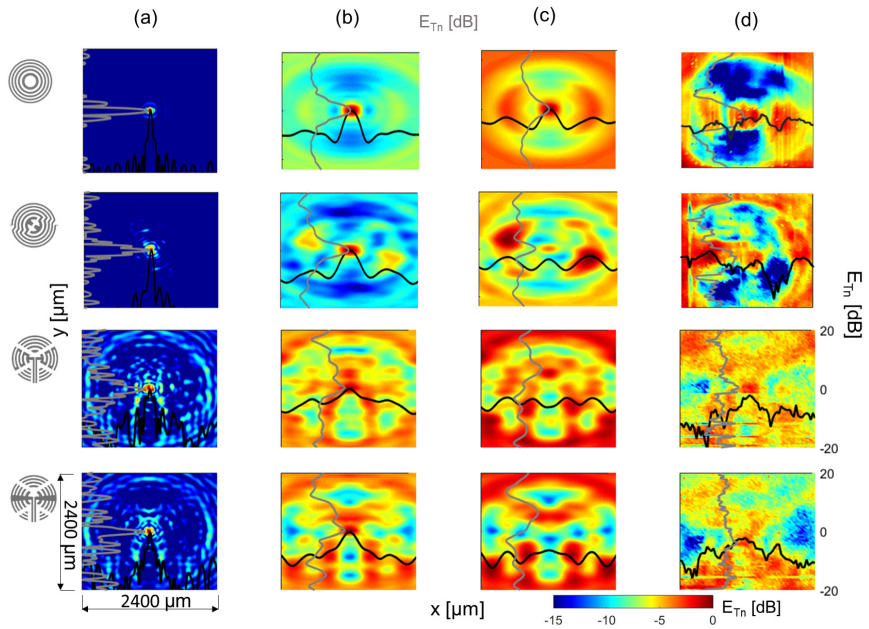 (a) (b) E_Tn [dB] (c) (d)
y [µm]
E_Tn [dB]
20
0
-20
20
0
-20
2400 µm
2400 µm
x [µm]
E_Tn [dB]
-15 -10 -5 0